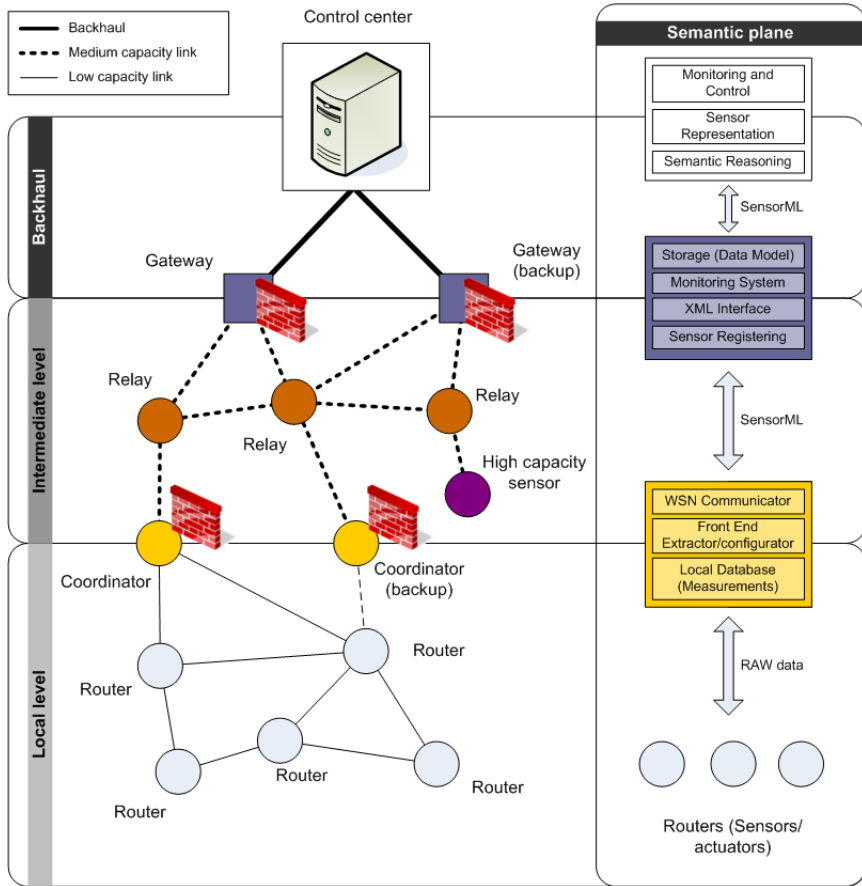 Control center
Backhaul
Medium capacity link
Low capacity link
Semantic plane
Monitoring and
Control
Sensor
Representation
Semantic Reasoning
SensorML
Backhaul
Gateway
Gateway
(backup)
Storage (Data Model)
Monitoring System
XML Interface
Sensor Registering
Intermediate level
Relay
Relay
Relay
High capacity
sensor
SensorML
WSN Communicator
Front End
Extractor/configurator
Local Database
(Measurements)
Coordinator
Coordinator
(backup)
Local level
Router
Router
Router
Router
Router
RAW data
Routers (Sensors/
actuators)